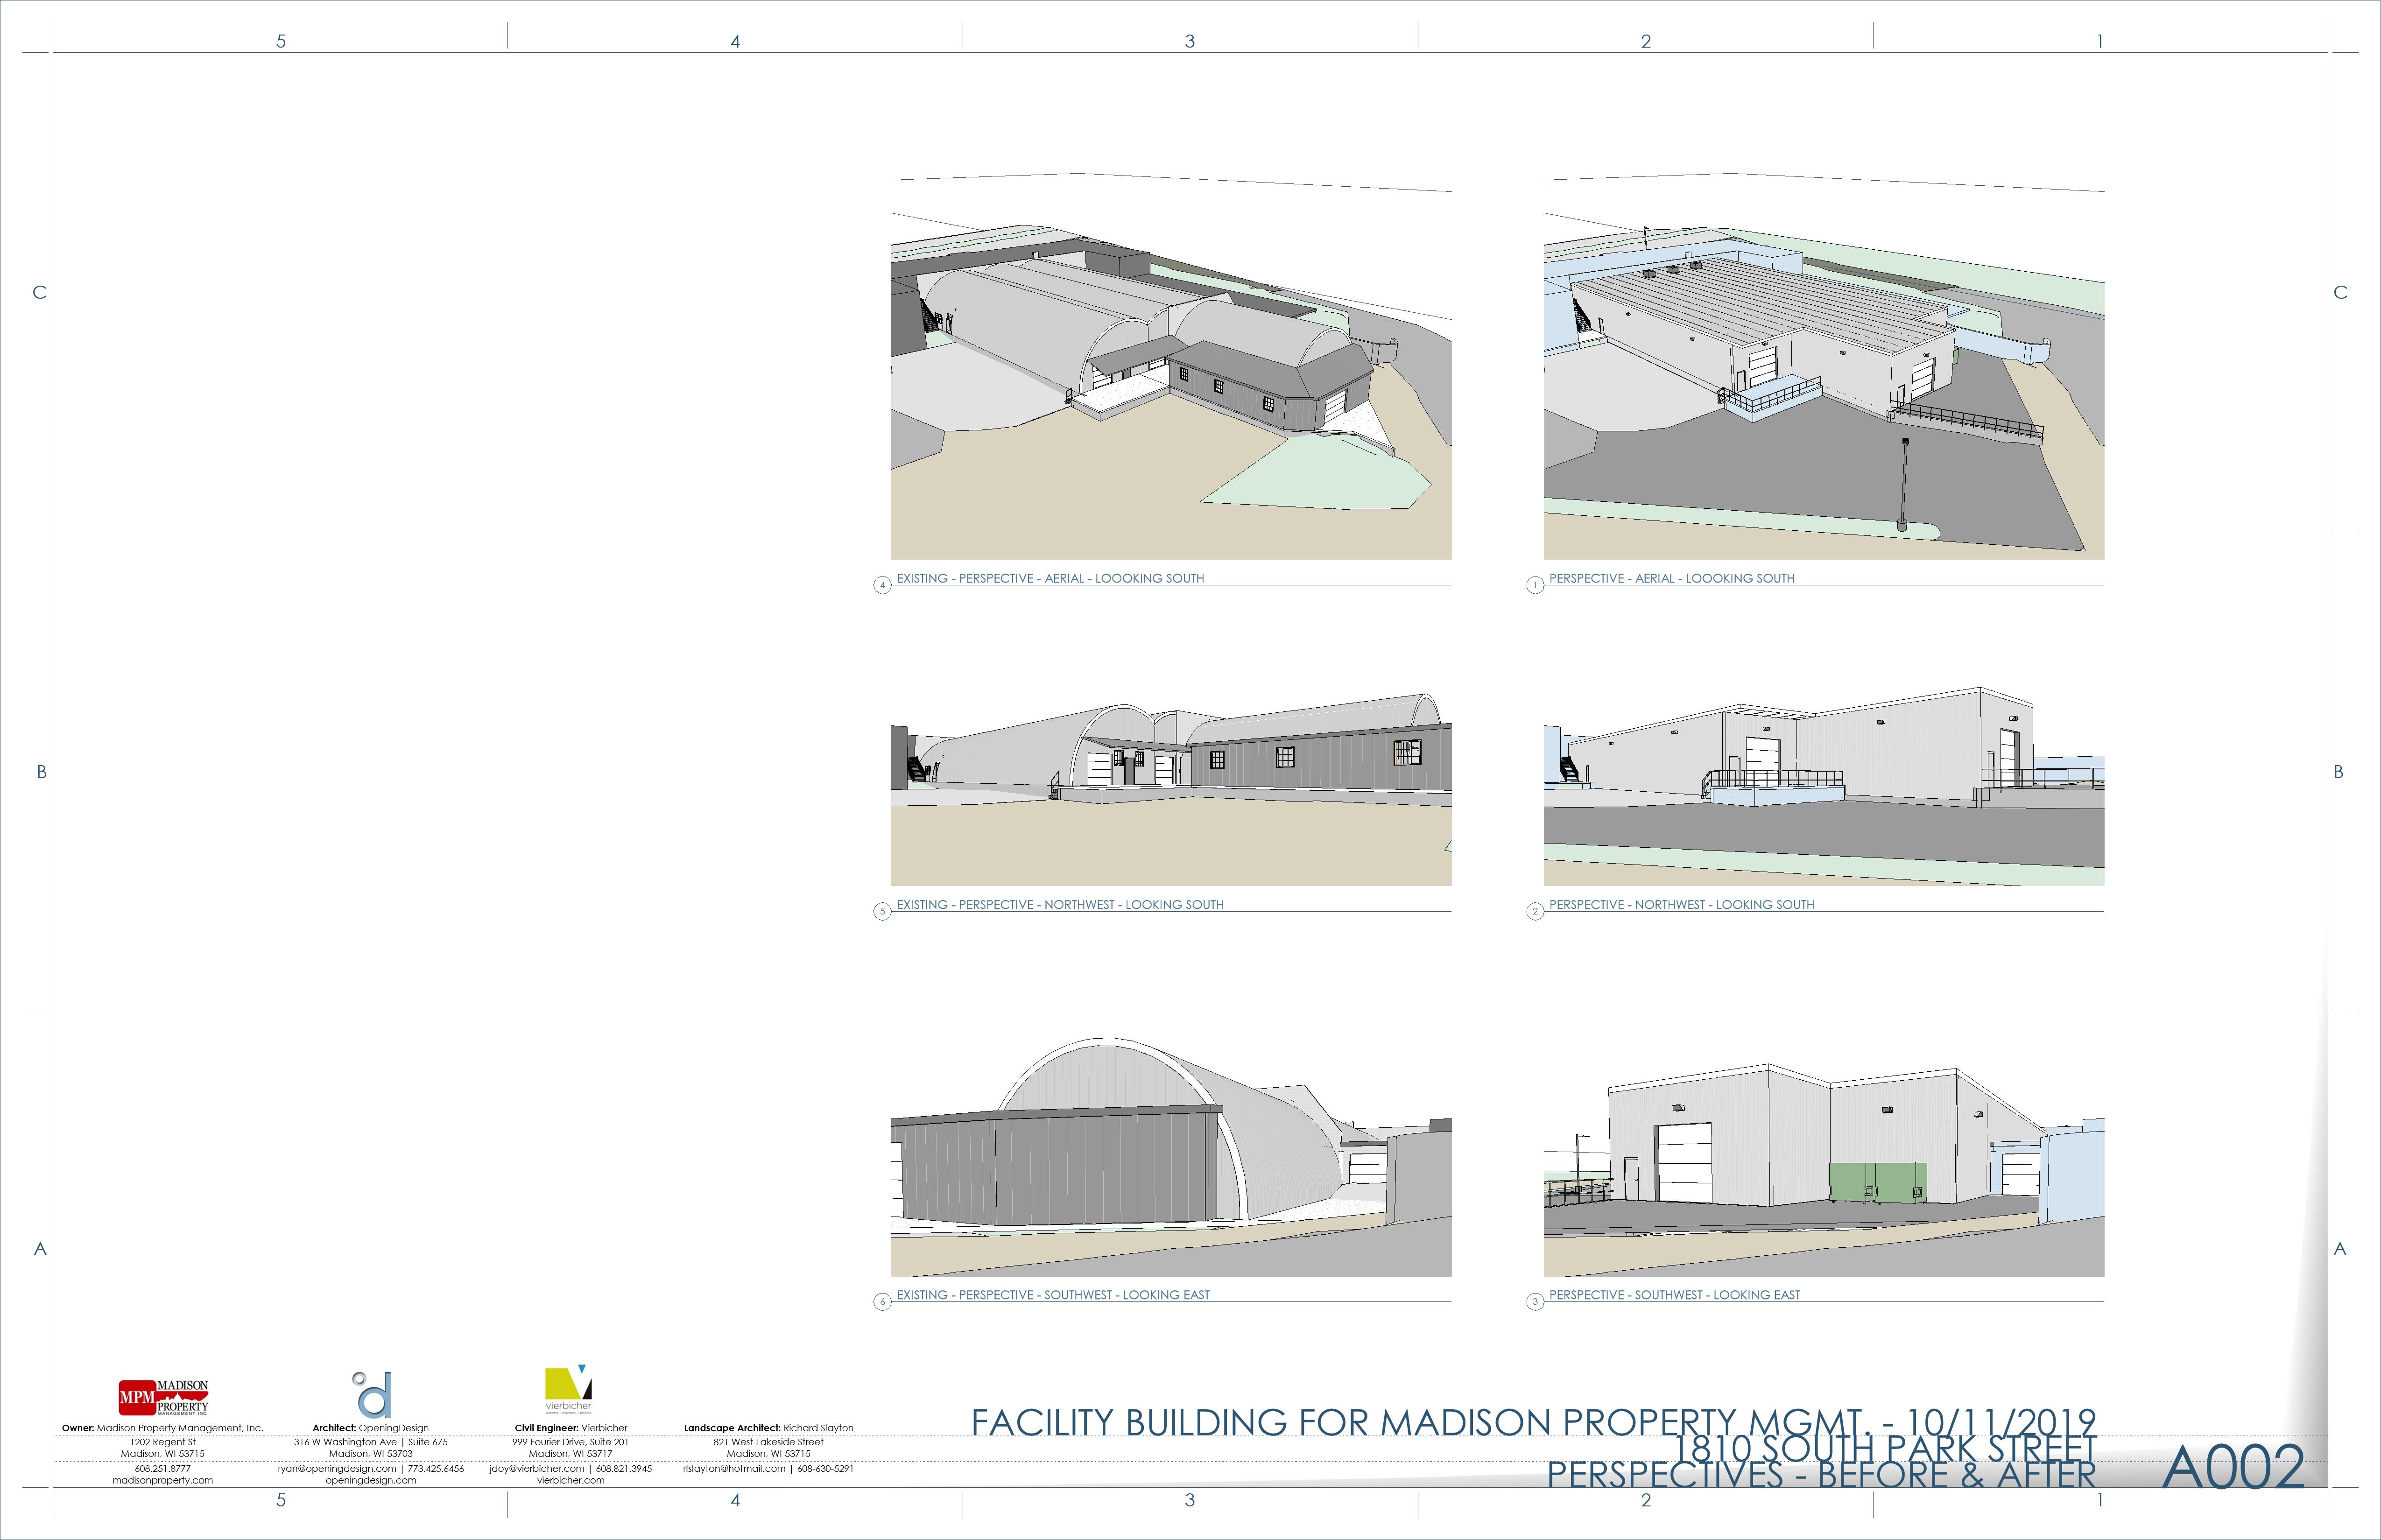 5 4 3 2 1
C C
4 EXISTING - PERSPECTIVE - AERIAL - LOOOKING SOUTH
1 PERSPECTIVE - AERIAL - LOOOKING SOUTH
B B
5 EXISTING - PERSPECTIVE - NORTHWEST - LOOKING SOUTH
2 PERSPECTIVE - NORTHWEST - LOOKING SOUTH
A A
6 EXISTING - PERSPECTIVE - SOUTHWEST - LOOKING EAST
3 PERSPECTIVE - SOUTHWEST - LOOKING EAST
MPM MADISON
PROPERTY
MANAGEMENT INC.
Owner: Madison Property Management, Inc.
1202 Regent St
Madison, WI 53715
608.251.8777
madisonproperty.com
d
Architect: OpeningDesign
316 W Washington Ave | Suite 675
Madison, WI 53703
ryan@openingdesign.com | 773.425.6456
openingdesign.com
vierbicher
planners | engineers | advisors
Civil Engineer: Vierbicher
999 Fourier Drive, Suite 201
Madison, WI 53717
jdoy@vierbicher.com | 608.821.3945
vierbicher.com
Landscape Architect: Richard Slayton
821 West Lakeside Street
Madison, WI 53715
rlslayton@hotmail.com | 608-630-5291
FACILITY BUILDING FOR MADISON PROPERTY MGMT. - 10/11/2019
1810 SOUTH PARK STREET
PERSPECTIVES - BEFORE & AFTER
A002
5 4 3 2 1